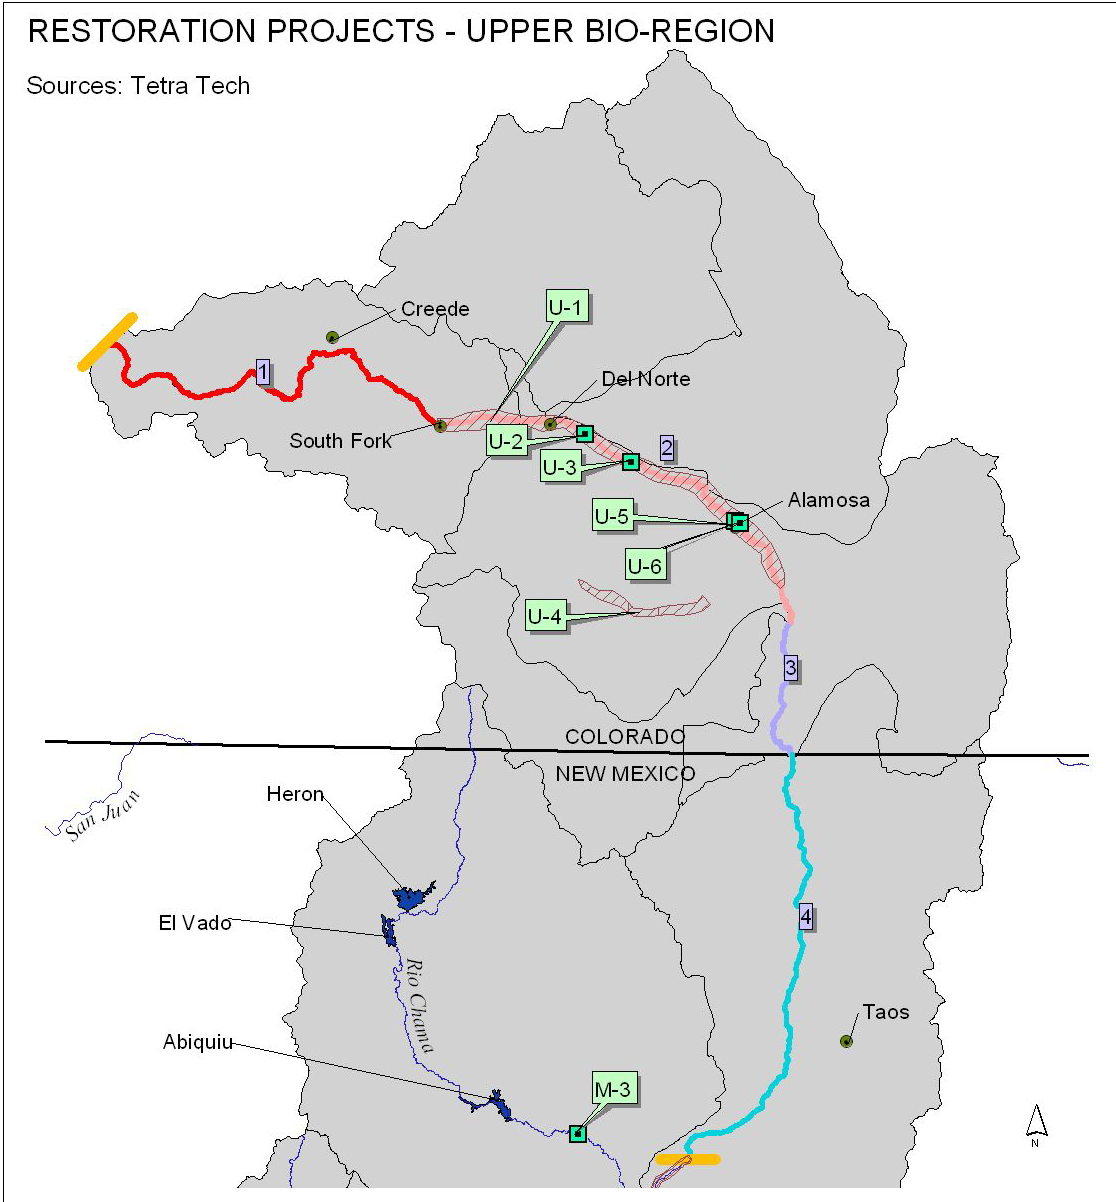 RESTORATION PROJECTS - UPPER BIO-REGION
Sources: Tetra Tech
Creede
U-1
1
Del Norte
South Fork
U-2
2
U-3
Alamosa
U-5
U-6
U-4
3
COLORADO
NEW MEXICO
San Juan
Heron
El Vado
4
Rio Chama
Taos
Abiquiu
M-3
N